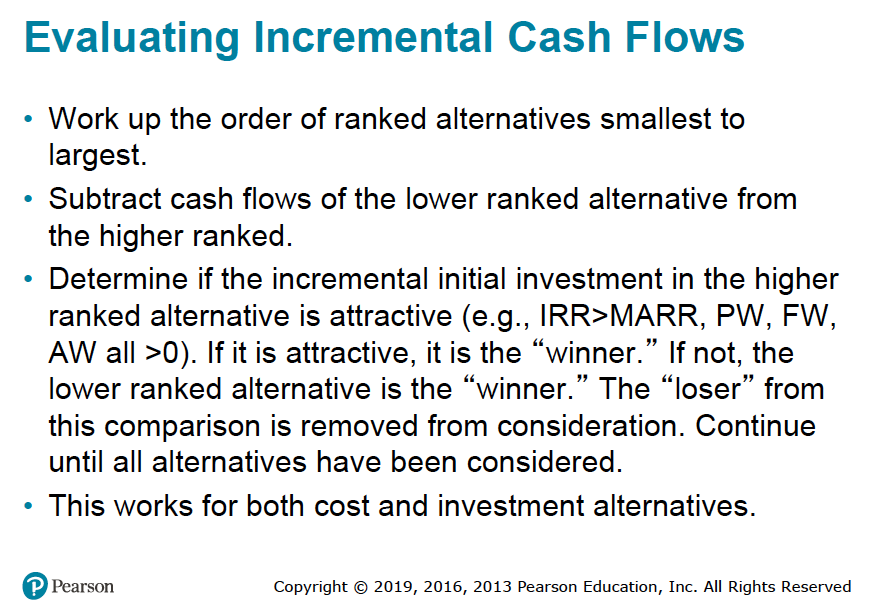 Evaluating Incremental Cash Flows
• Work up the order of ranked alternatives smallest to
largest.
• Subtract cash flows of the lower ranked alternative from
the higher ranked.
• Determine if the incremental initial investment in the higher
ranked alternative is attractive (e.g., IRR>MARR, PW, FW,
AW all >0). If it is attractive, it is the “winner.” If not, the
lower ranked alternative is the “winner.” The “loser” from
this comparison is removed from consideration. Continue
until all alternatives have been considered.
• This works for both cost and investment alternatives.
Pearson
Copyright © 2019, 2016, 2013 Pearson Education, Inc. All Rights Reserved